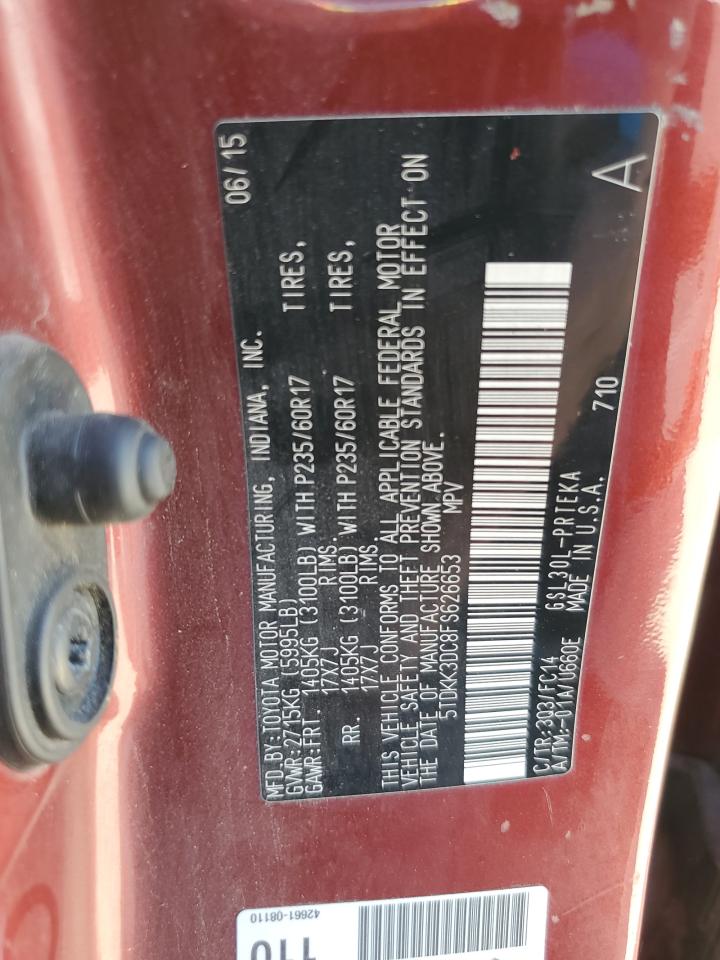 MFD.BY:TOYOTA MOTOR MANUFACTURING, INDIANA, INC. 06/15
GVWR:2715KG (5995LB)
GAWR:FRT. 1405KG (3100LB) WITH P235/60R17 TIRES,
17X7J RIMS.
RR. 1405KG (3100LB) WITH P235/60R17 TIRES,
17X7J RIMS.
THIS VEHICLE CONFORMS TO ALL APPLICABLE FEDERAL MOTOR
VEHICLE SAFETY AND THEFT PREVENTION STANDARDS IN EFFECT ON
THE DATE OF MANUFACTURE SHOWN ABOVE.
5TDKK3DC8FS626653 MPV
C/TR:3Q3/FC14 GSL30L-PRTEKA 710
A/TM:-01A/U660E MADE IN U.S.A. A
42661-08110
110